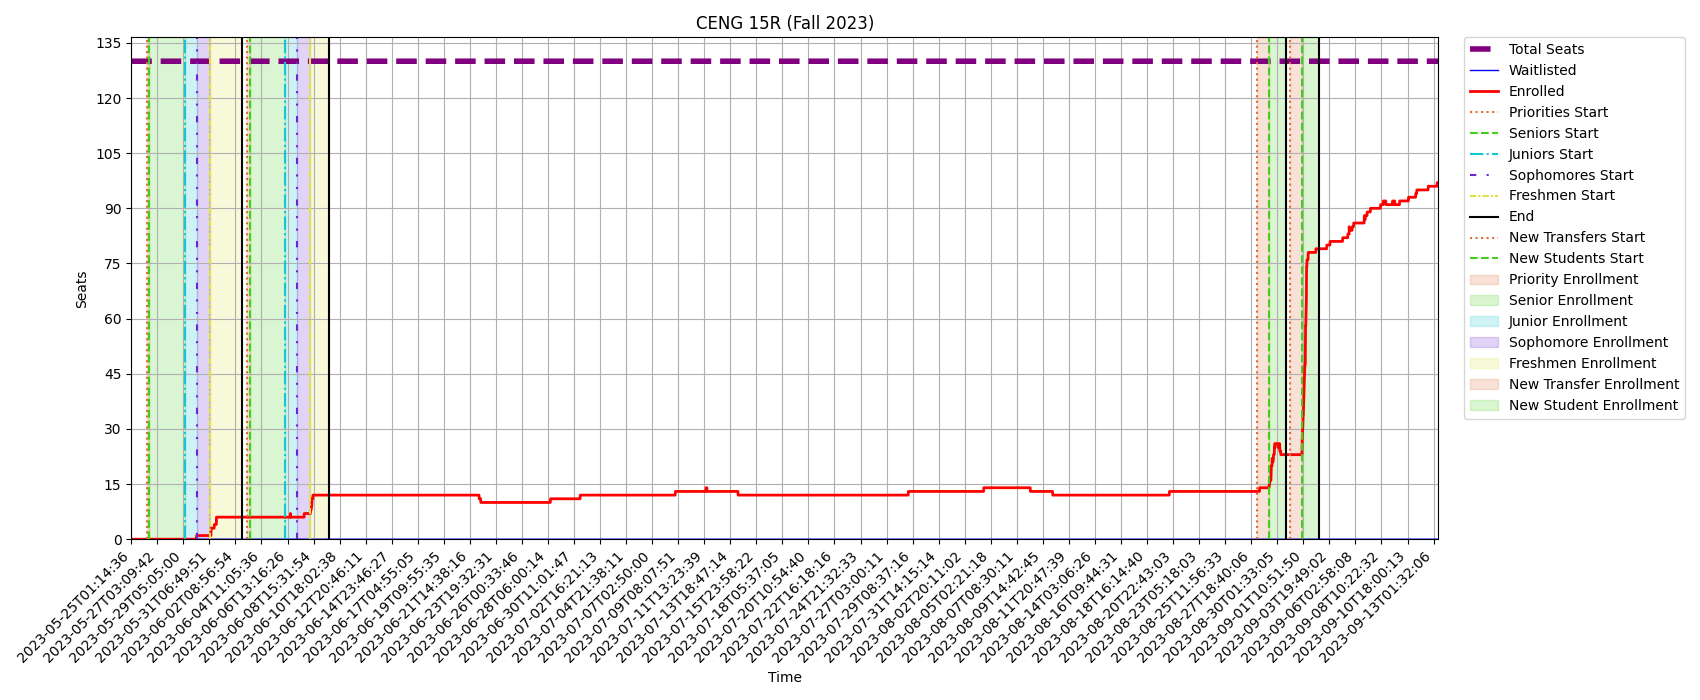 CENG 15R (Fall 2023)
135
120
105
90
75
60
45
30
15
0
Seats
2023-05-25T01:14:36
2023-05-27T03:09:42
2023-05-29T05:05:00
2023-05-31T06:49:51
2023-06-02T08:56:54
2023-06-04T11:05:36
2023-06-06T13:16:26
2023-06-08T15:31:54
2023-06-10T18:02:38
2023-06-12T20:46:11
2023-06-14T23:46:27
2023-06-17T04:55:05
2023-06-19T09:55:35
2023-06-21T14:38:16
2023-06-23T19:32:31
2023-06-26T00:33:46
2023-06-28T06:00:14
2023-06-30T11:01:47
2023-07-02T16:21:13
2023-07-04T21:38:11
2023-07-07T02:50:00
2023-07-09T08:07:51
2023-07-11T13:23:39
2023-07-13T18:47:14
2023-07-15T23:58:22
2023-07-18T05:37:05
2023-07-20T10:54:40
2023-07-22T16:18:16
2023-07-24T21:32:33
2023-07-27T03:00:11
2023-07-29T08:37:16
2023-07-31T14:15:14
2023-08-02T20:11:02
2023-08-05T02:21:18
2023-08-07T08:30:11
2023-08-09T14:42:45
2023-08-11T20:47:39
2023-08-14T03:06:26
2023-08-16T09:44:31
2023-08-18T16:14:40
2023-08-20T22:43:03
2023-08-23T05:18:03
2023-08-25T11:56:33
2023-08-27T18:40:06
2023-08-30T01:33:05
2023-09-01T10:51:50
2023-09-03T19:49:02
2023-09-06T02:58:08
2023-09-08T10:22:32
2023-09-10T18:00:13
2023-09-13T01:32:06
Time
Total Seats
Waitlisted
Enrolled
Priorities Start
Seniors Start
Juniors Start
Sophomores Start
Freshmen Start
End
New Transfers Start
New Students Start
Priority Enrollment
Senior Enrollment
Junior Enrollment
Sophomore Enrollment
Freshmen Enrollment
New Transfer Enrollment
New Student Enrollment